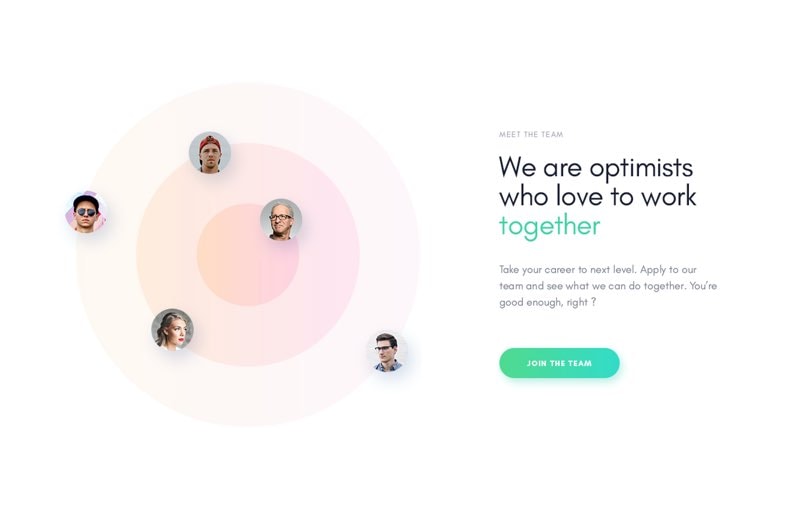 MEET THE TEAM
We are optimists
who love to work
together
Take your career to next level. Apply to our
team and see what we can do together. You’re
good enough, right ?
JOIN THE TEAM